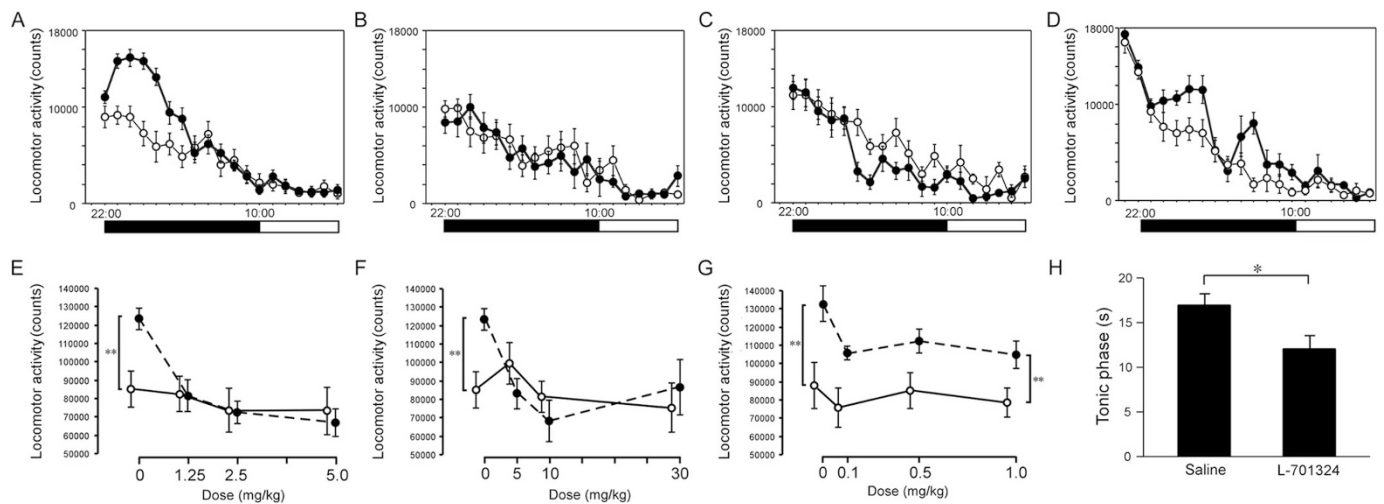 A
Locomotor activity (counts)
18000
10000
0
22:00 10:00
B
Locomotor activity (counts)
18000
10000
0
22:00 10:00
C
Locomotor activity (counts)
18000
10000
0
22:00 10:00
D
Locomotor activity (counts)
18000
10000
0
22:00 10:00
E
Locomotor activity (counts)
140000
130000
120000
110000
100000
90000
80000
70000
60000
50000
**
0 1.25 2.5 5.0
Dose (mg/kg)
F
Locomotor activity (counts)
140000
130000
120000
110000
100000
90000
80000
70000
60000
50000
**
0 5 10 30
Dose (mg/kg)
G
Locomotor activity (counts)
140000
130000
120000
110000
100000
90000
80000
70000
60000
50000
**
**
0 0.1 0.5 1.0
Dose (mg/kg)
H
Tonic phase (s)
20
15
10
5
0
*
Saline L-701324